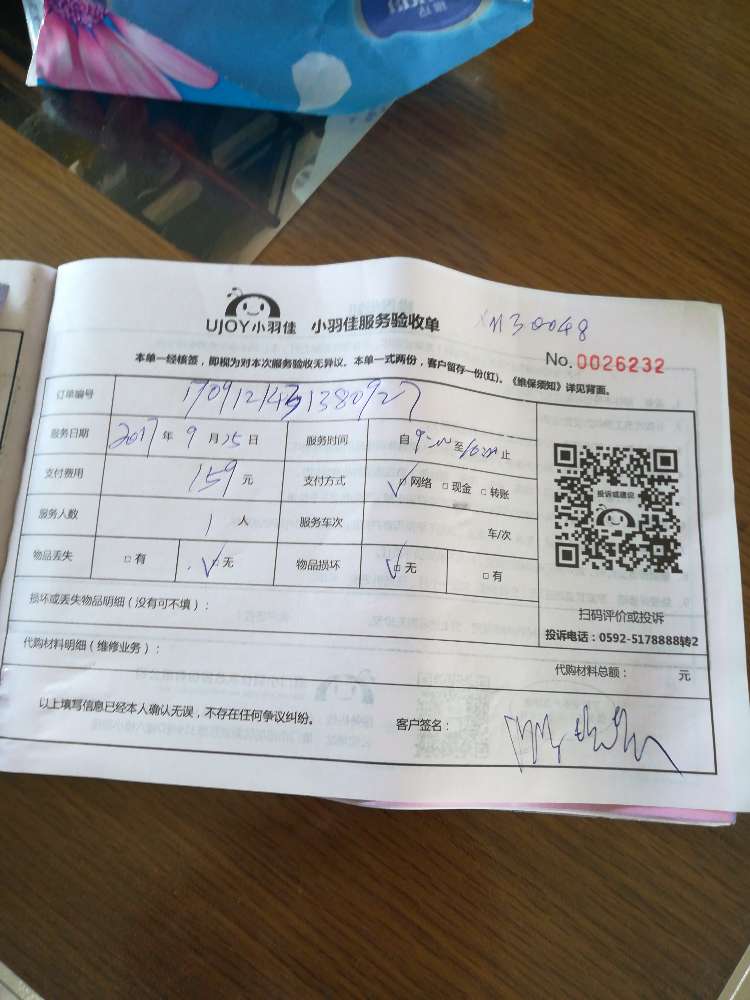 UJOY小羽佳 小羽佳服务验收单
XM30048
No.0026232
本单一经核签，即视为对本次服务验收无异议。本单一式两份，客户留存一份(红)。《维保须知》详见背面。
订单编号
服务日期 2017 年 9 月 25 日 服务时间 自 至 止
支付费用 159 元 支付方式 ✓□网络 □现金 □转账
服务人数 1 人 服务车次 车/次
物品丢失 □有 ✓□无 物品损坏 ✓□无 □有
损坏或丢失物品明细（没有可不填）：
代购材料明细（维修业务）：
代购材料总额： 元
以上填写信息已经本人确认无误，不存在任何争议纠纷。 客户签名：
投诉或建议
扫码评价或投诉
投诉电话：0592-5178888转2